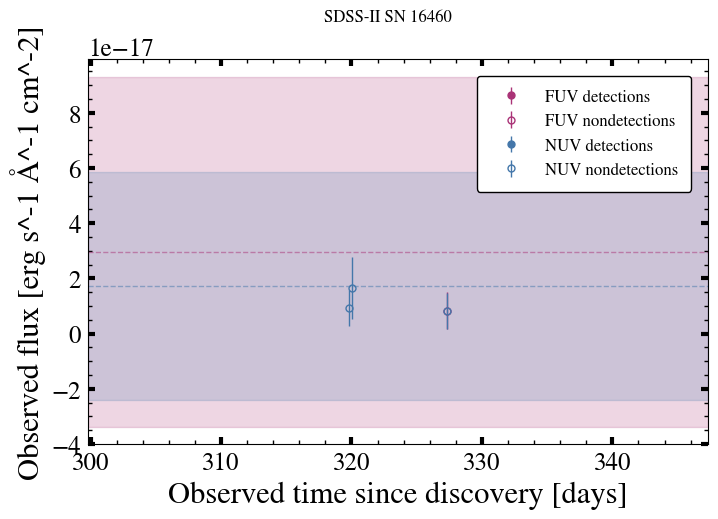 SDSS-II SN 16460
1e−17
FUV detections
FUV nondetections
NUV detections
NUV nondetections
8
6
4
2
0
−2
−4
300 310 320 330 340
Observed time since discovery [days]
Observed flux [erg s^-1 Å^-1 cm^-2]